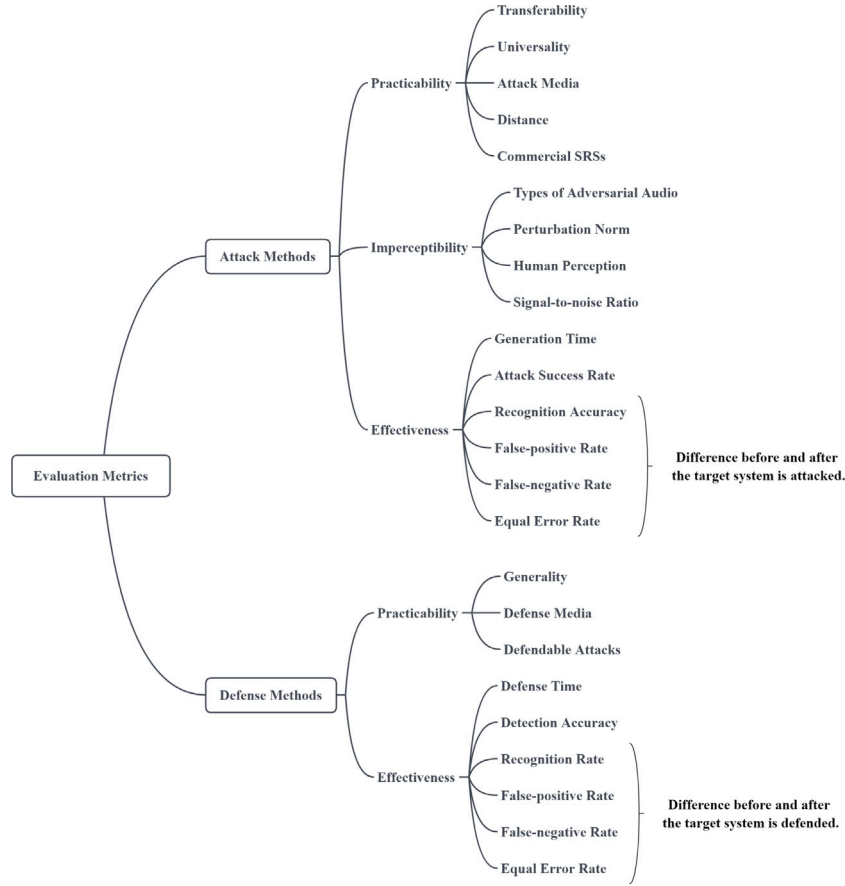 Transferability
Universality
Practicability
Attack Media
Distance
Commercial SRSs
Types of Adversarial Audio
Perturbation Norm
Attack Methods
Imperceptibility
Human Perception
Signal-to-noise Ratio
Generation Time
Attack Success Rate
Recognition Accuracy
Effectiveness
False-positive Rate
False-negative Rate
Equal Error Rate
Difference before and after
the target system is attacked.
Evaluation Metrics
Generality
Practicability
Defense Media
Defendable Attacks
Defense Methods
Defense Time
Detection Accuracy
Recognition Rate
Effectiveness
False-positive Rate
False-negative Rate
Equal Error Rate
Difference before and after
the target system is defended.